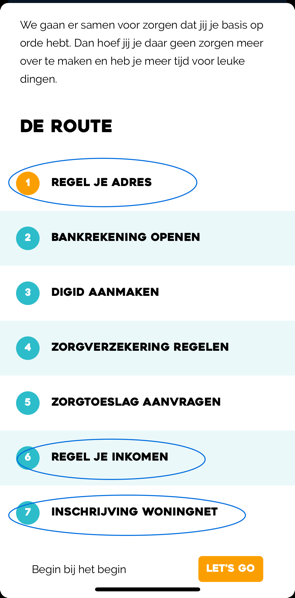 We gaan er samen voor zorgen dat jij je basis op
orde hebt. Dan hoef jij je daar geen zorgen meer
over te maken en heb je meer tijd voor leuke
dingen.
DE ROUTE
1 REGEL JE ADRES
2 BANKREKENING OPENEN
3 DIGID AANMAKEN
4 ZORGVERZEKERING REGELEN
5 ZORGTOESLAG AANVRAGEN
6 REGEL JE INKOMEN
7 INSCHRIJVING WONINGNET
Begin bij het begin LET'S GO